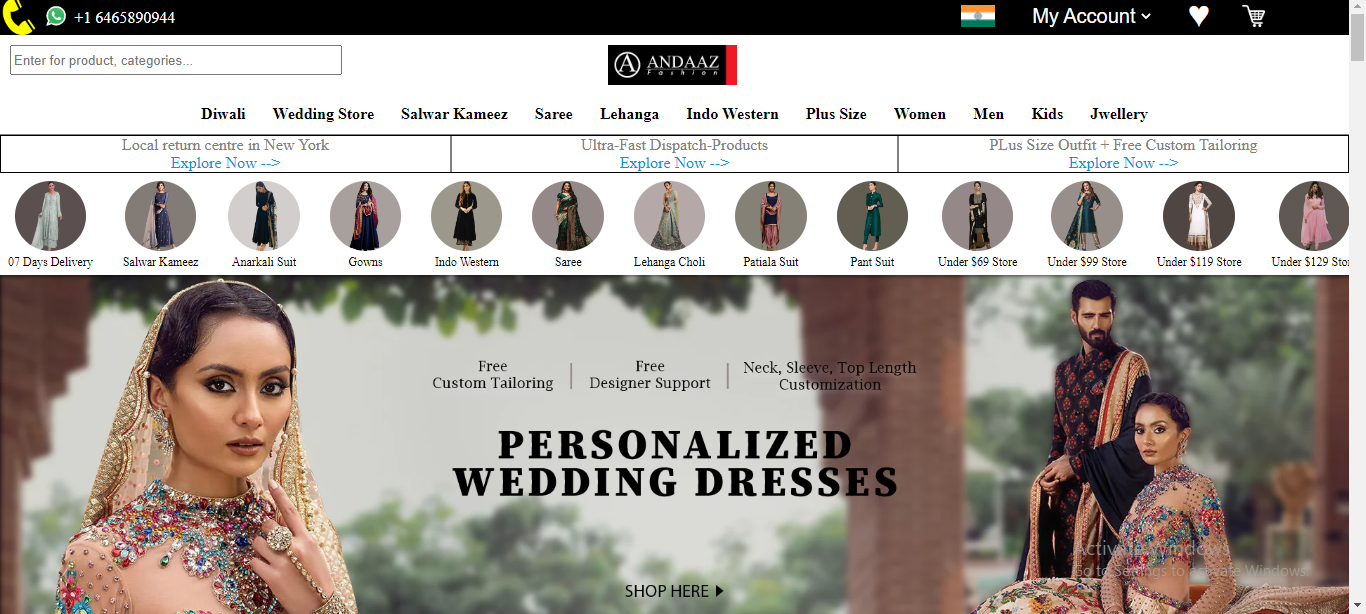 +1 6465890944
My Account
Enter for product, categories...
ANDAAZ
Fashion
Diwali Wedding Store Salwar Kameez Saree Lehanga Indo Western Plus Size Women Men Kids Jwellery
Local return centre in New York
Explore Now -->
Ultra-Fast Dispatch-Products
Explore Now -->
PLus Size Outfit + Free Custom Tailoring
Explore Now -->
07 Days Delivery Salwar Kameez Anarkali Suit Gowns Indo Western Saree Lehanga Choli Patiala Suit Pant Suit Under $69 Store Under $99 Store Under $119 Store Under $129 Stor
Free
Custom Tailoring
Free
Designer Support
Neck, Sleeve, Top Length
Customization
PERSONALIZED
WEDDING DRESSES
SHOP HERE
Activate Windows
Go to Settings to activate Windows.